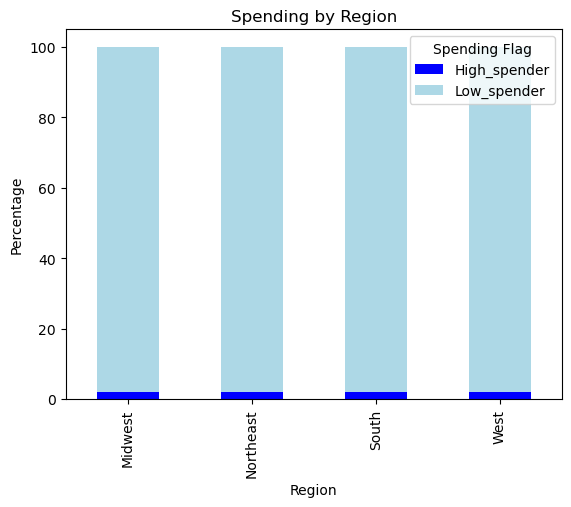 Spending by Region
Spending Flag
High_spender
Low_spender
100
80
60
40
20
0
Percentage
Midwest
Northeast
South
West
Region